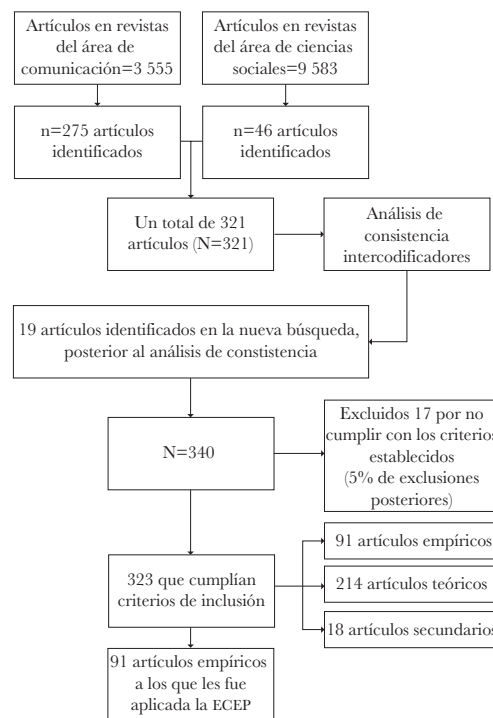 Artículos en revistas
del área de
comunicación=3 555
Artículos en revistas
del área de ciencias
sociales=9 583
n=275 artículos
identificados
n=46 artículos
identificados
Un total de 321
artículos (N=321)
Análisis de
consistencia
intercodificadores
19 artículos identificados en la nueva búsqueda,
posterior al análisis de constistencia
N=340
Excluidos 17 por no
cumplir con los criterios
establecidos
(5% de exclusiones
posteriores)
323 que cumplían
criterios de inclusión
91 artículos empíricos
214 artículos teóricos
18 artículos secundarios
91 artículos empíricos
a los que les fue
aplicada la ECEP